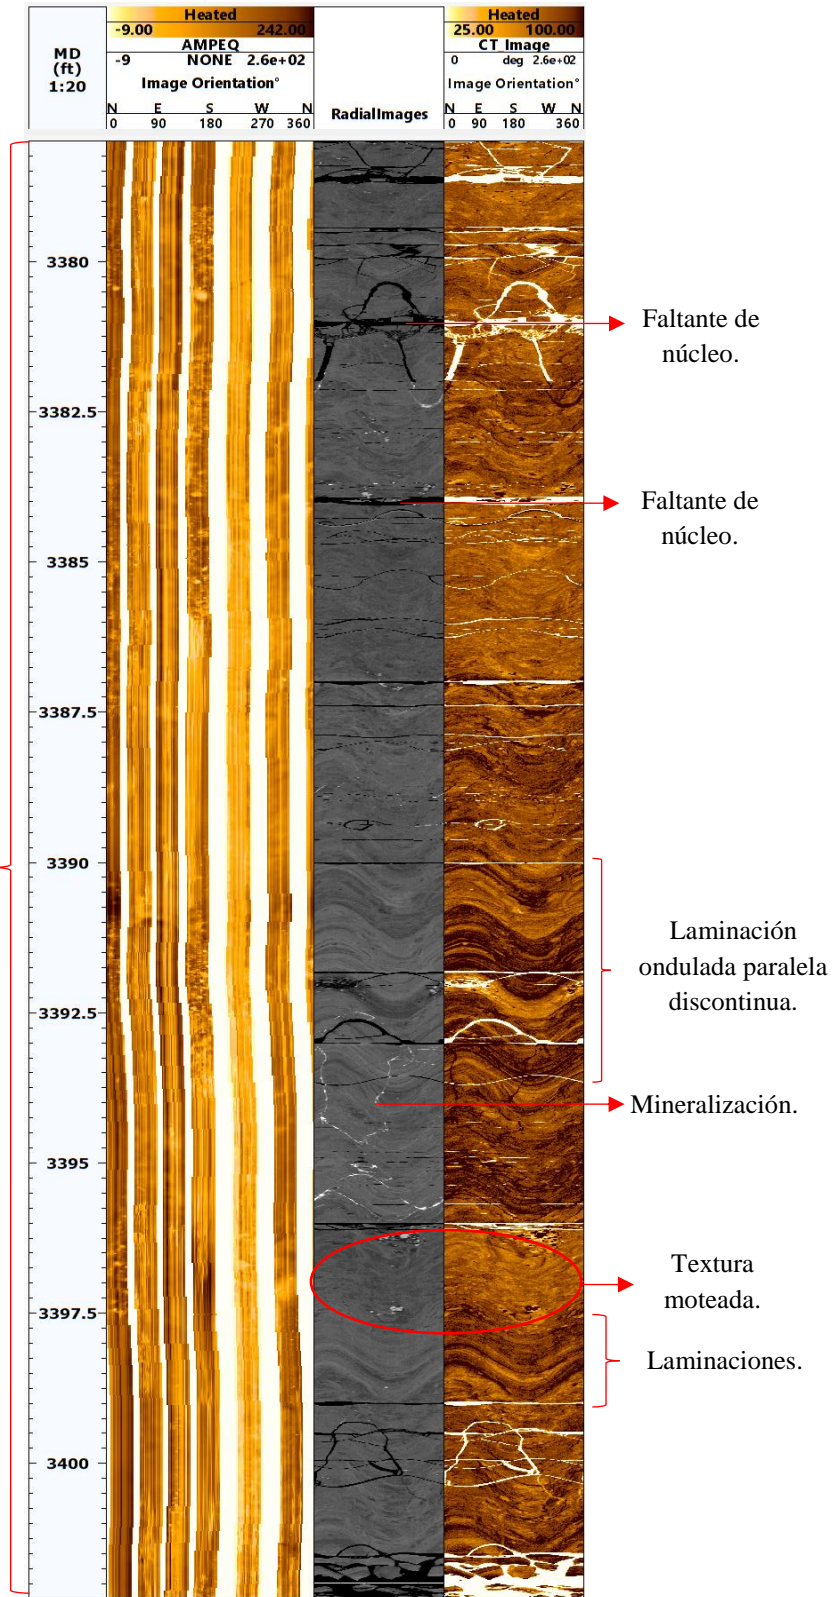 MD
(ft)
1:20
Heated
-9.00 242.00
AMPEQ
-9 NONE 2.6e+02
Image Orientation°
N E S W N
0 90 180 270 360
RadialImages
Heated
25.00 100.00
CT Image
0 deg 2.6e+02
Image Orientation°
N E S W N
0 90 180 360
3380
Faltante de
núcleo.
3382.5
Faltante de
núcleo.
3385
3387.5
3390
Laminación
ondulada paralela
discontinua.
3392.5
Mineralización.
3395
Textura
moteada.
3397.5
Laminaciones.
3400